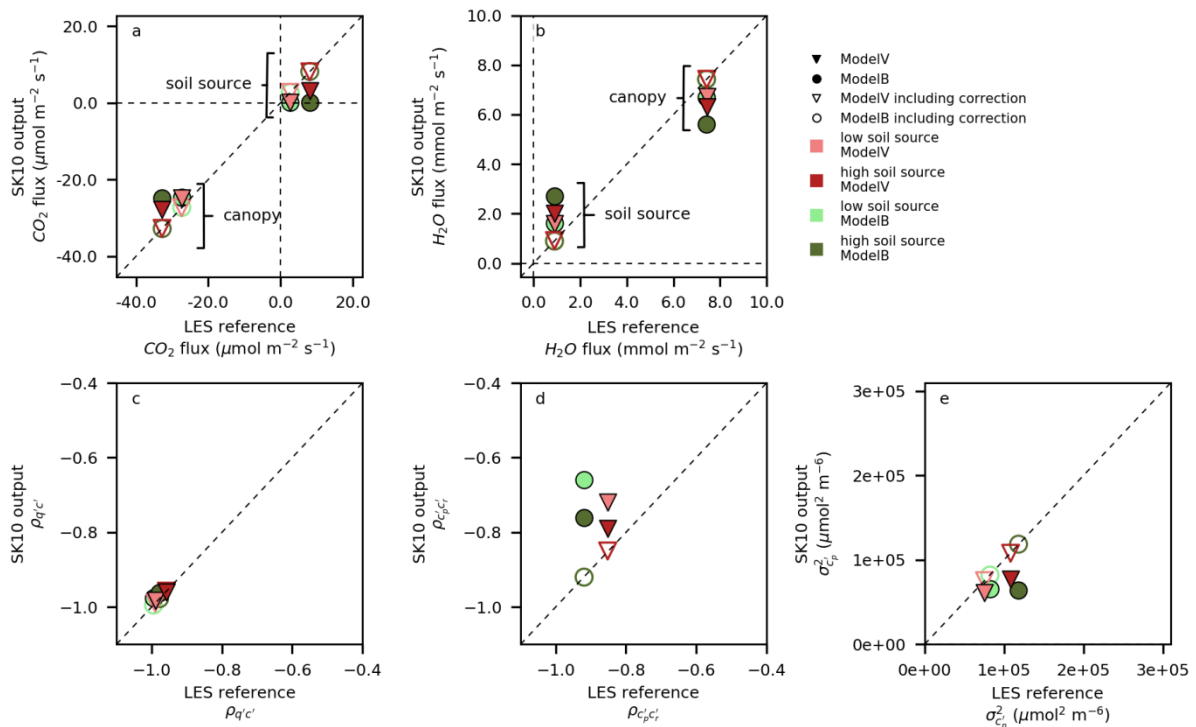 20.0
0.0
-20.0
-40.0
-40.0
-20.0
0.0
20.0
a
soil source
canopy
SK10 output
CO₂ flux (μmol m⁻² s⁻¹)
LES reference
CO₂ flux (μmol m⁻² s⁻¹)
10.0
8.0
6.0
4.0
2.0
0.0
0.0
2.0
4.0
6.0
8.0
10.0
b
canopy
soil source
SK10 output
H₂O flux (mmol m⁻² s⁻¹)
LES reference
H₂O flux (mmol m⁻² s⁻¹)
ModelV
ModelB
ModelV including correction
ModelB including correction
low soil source
ModelV
high soil source
ModelV
low soil source
ModelB
high soil source
ModelB
−0.4
−0.6
−0.8
−1.0
−1.0
−0.8
−0.6
−0.4
c
SK10 output
ρq′c′
LES reference
ρq′c′
−0.4
−0.6
−0.8
−1.0
−1.0
−0.8
−0.6
−0.4
d
SK10 output
ρc′ₚc′ᵣ
LES reference
ρc′ₚc′ᵣ
3e+05
2e+05
1e+05
0e+00
0e+00
1e+05
2e+05
3e+05
e
SK10 output
σ²c′ₚ (μmol² m⁻⁶)
LES reference
σ²c′ₚ (μmol² m⁻⁶)